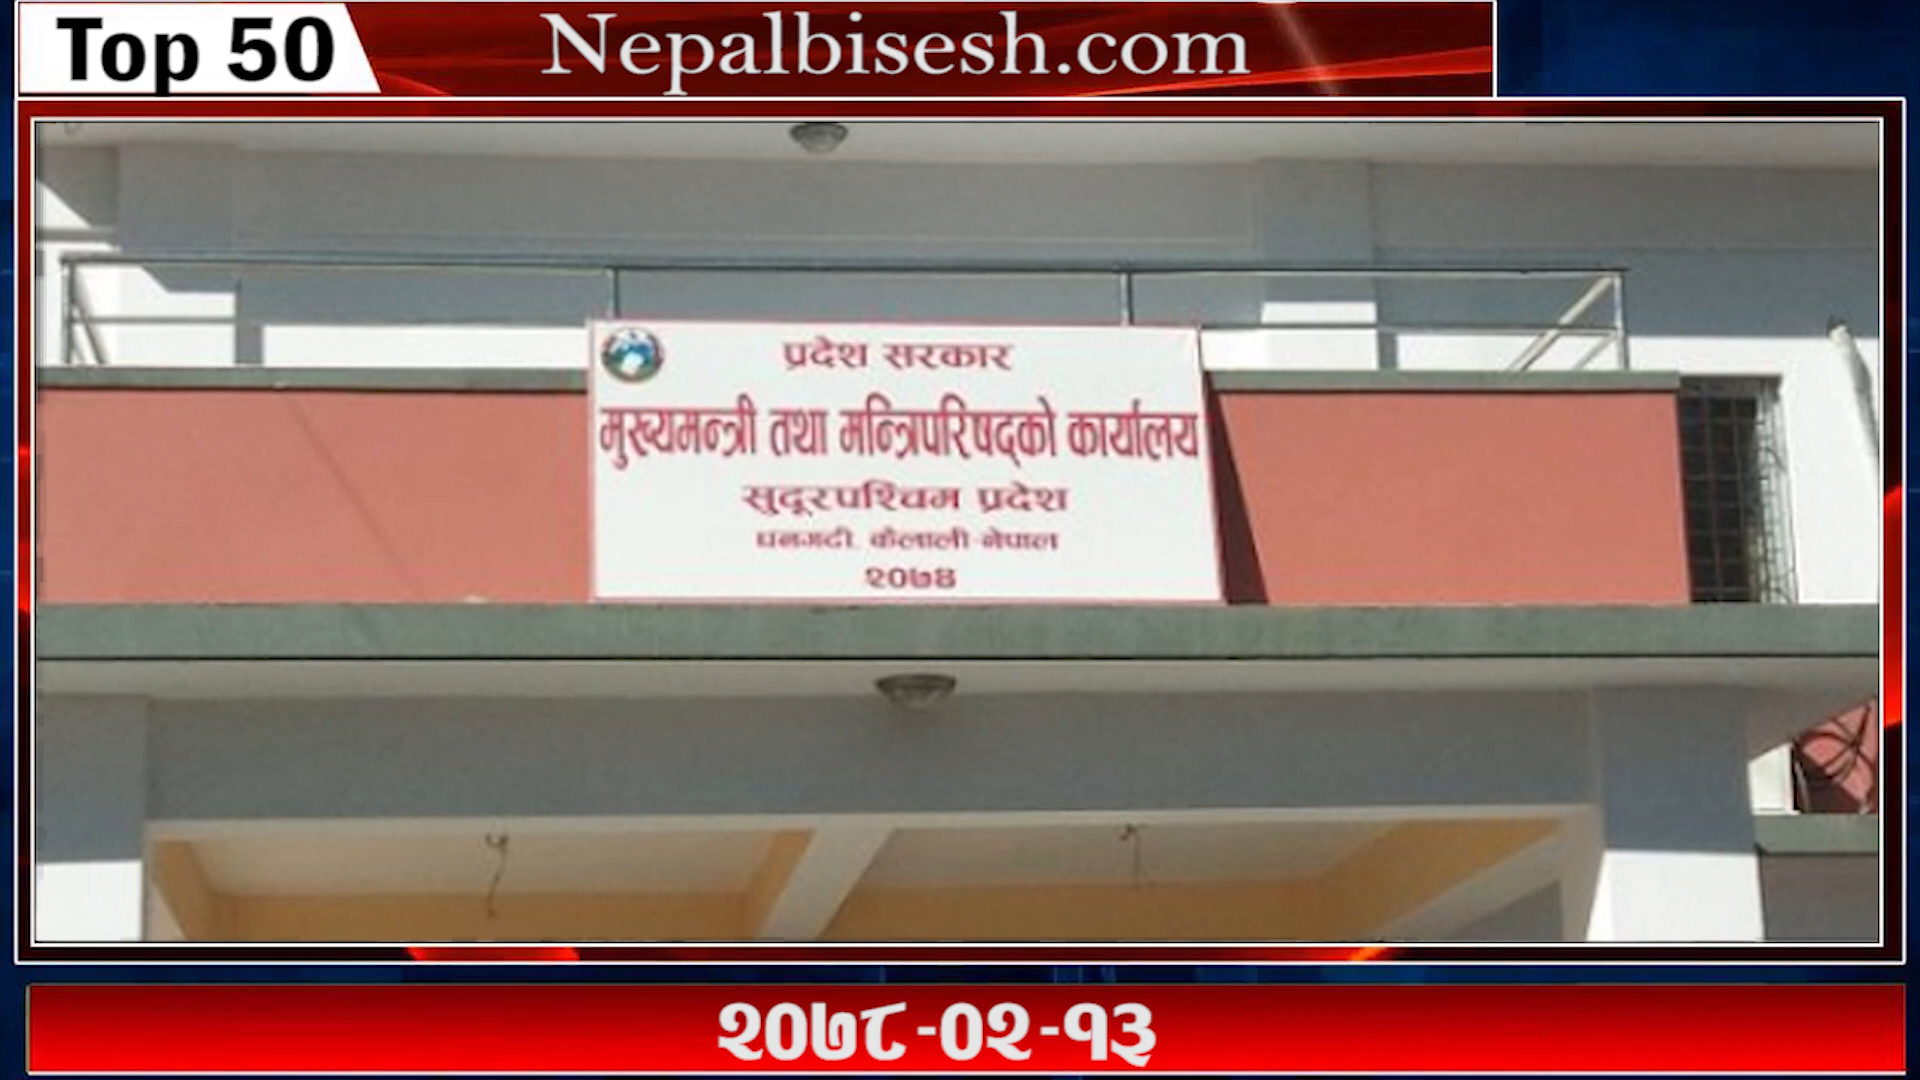 Top 50
Nepalbisesh.com
प्रदेश सरकार
मुख्यमन्त्री तथा मन्त्रिपरिषद्को कार्यालय
सुदूरपश्चिम प्रदेश
धनगढी, कैलाली नेपाल
२०७४
२०७८-०२-१३